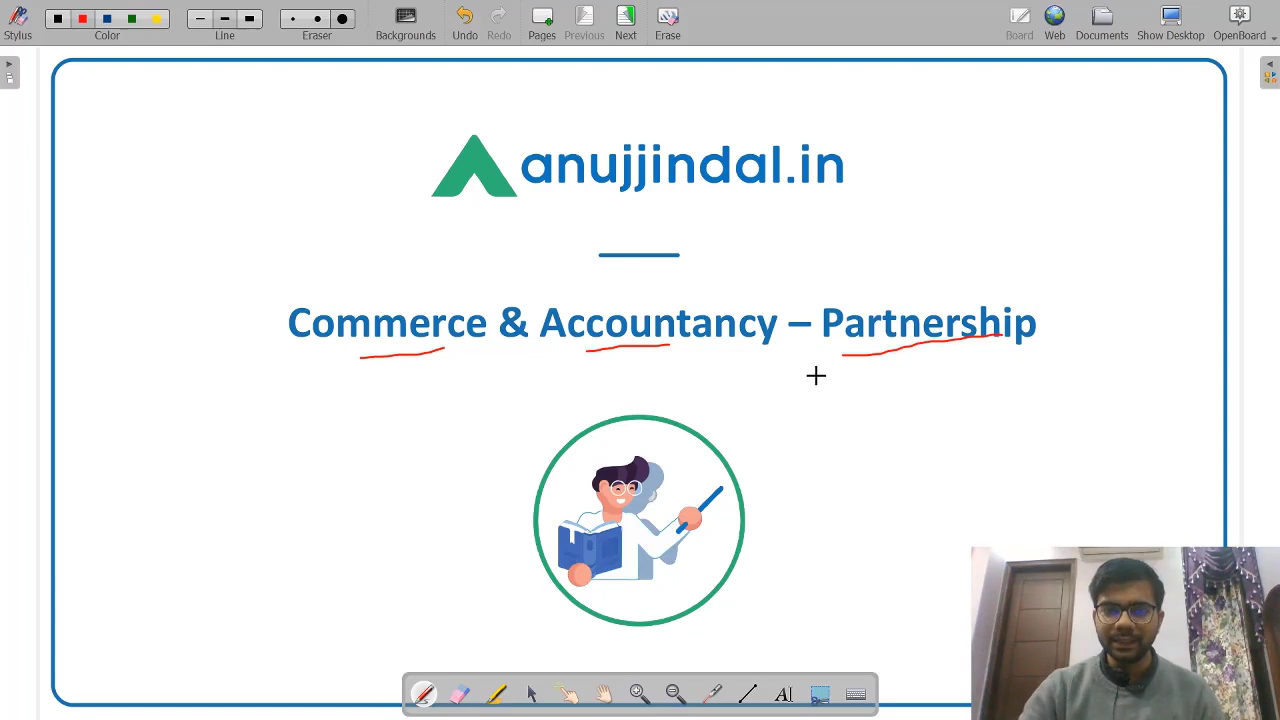 Stylus
Color
Line
Eraser
Backgrounds
Undo
Redo
Pages
Previous
Next
Erase
Board
Web
Documents
Show Desktop
OpenBoard
anujjindal.in
Commerce & Accountancy – Partnership